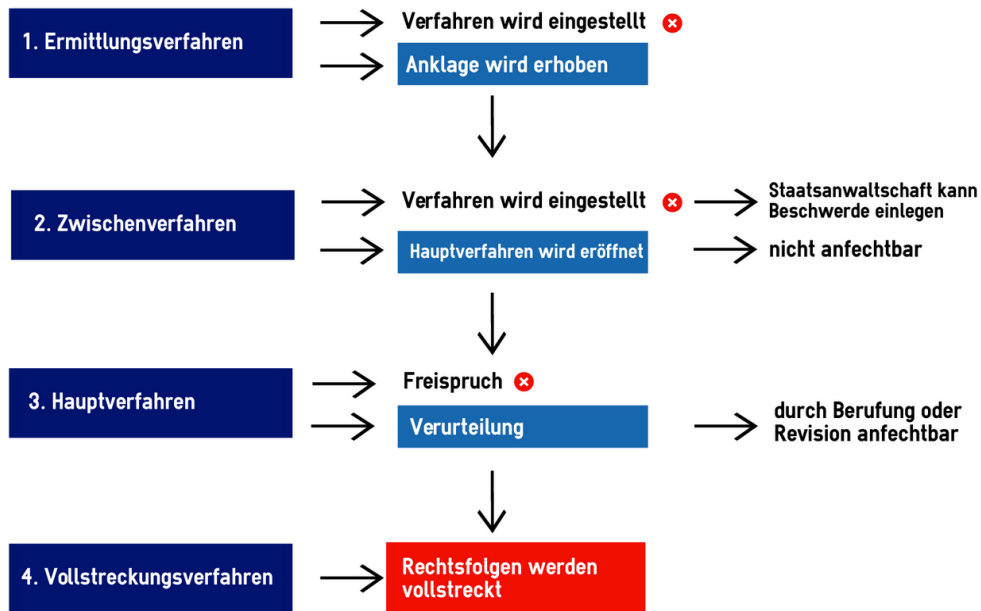 1. Ermittlungsverfahren
Verfahren wird eingestellt
Anklage wird erhoben
2. Zwischenverfahren
Verfahren wird eingestellt
Staatsanwaltschaft kann
Beschwerde einlegen
Hauptverfahren wird eröffnet
nicht anfechtbar
3. Hauptverfahren
Freispruch
Verurteilung
durch Berufung oder
Revision anfechtbar
4. Vollstreckungsverfahren
Rechtsfolgen werden
vollstreckt